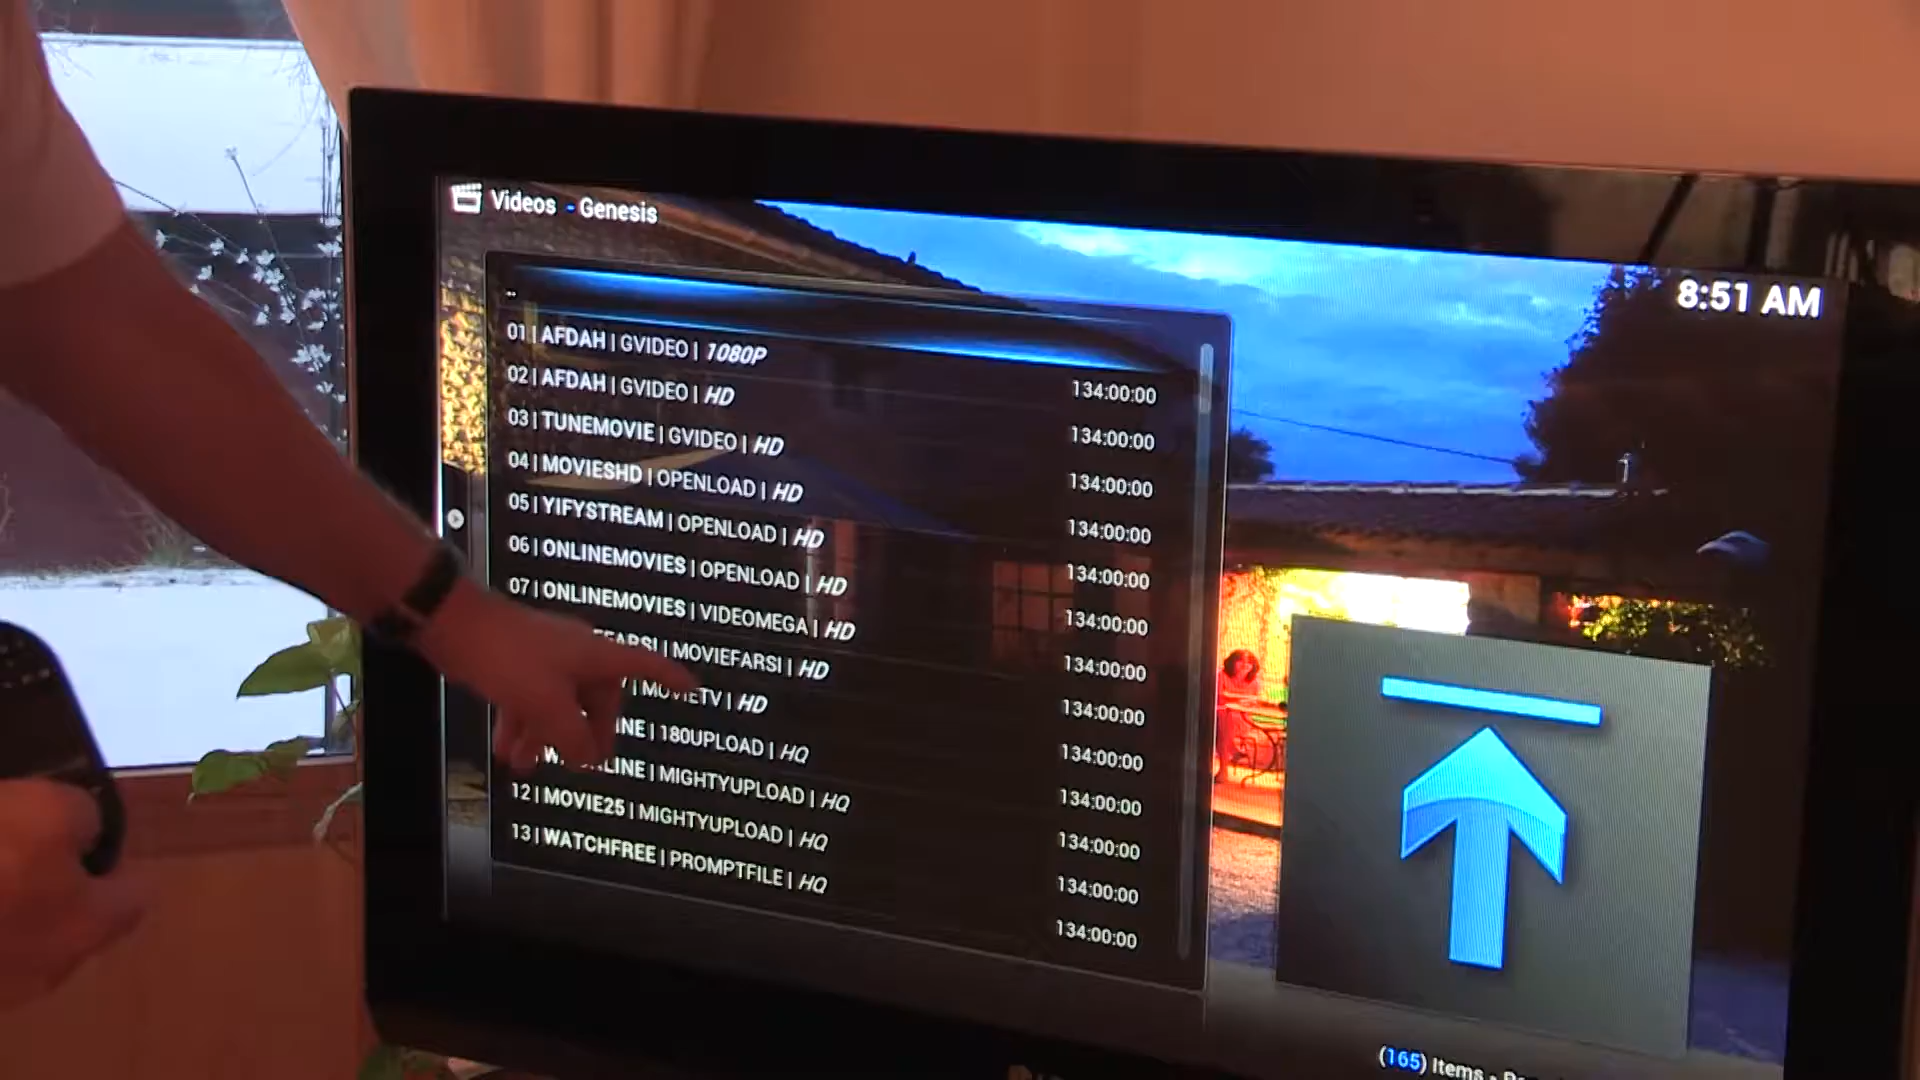 Videos - Genesis
8:51 AM
..
01 | AFDAH | GVIDEO | 1080P 134:00:00
02 | AFDAH | GVIDEO | HD 134:00:00
03 | TUNEMOVIE | GVIDEO | HD 134:00:00
04 | MOVIESHD | OPENLOAD | HD 134:00:00
05 | YIFYSTREAM | OPENLOAD | HD 134:00:00
06 | ONLINEMOVIES | OPENLOAD | HD 134:00:00
07 | ONLINEMOVIES | VIDEOMEGA | HD 134:00:00
| MOVIEFARSI | HD 134:00:00
| MOVIETV | HD 134:00:00
| 180UPLOAD | HQ 134:00:00
| MIGHTYUPLOAD | HQ 134:00:00
12 | MOVIE25 | MIGHTYUPLOAD | HQ 134:00:00
13 | WATCHFREE | PROMPTFILE | HQ 134:00:00
(165) Items -